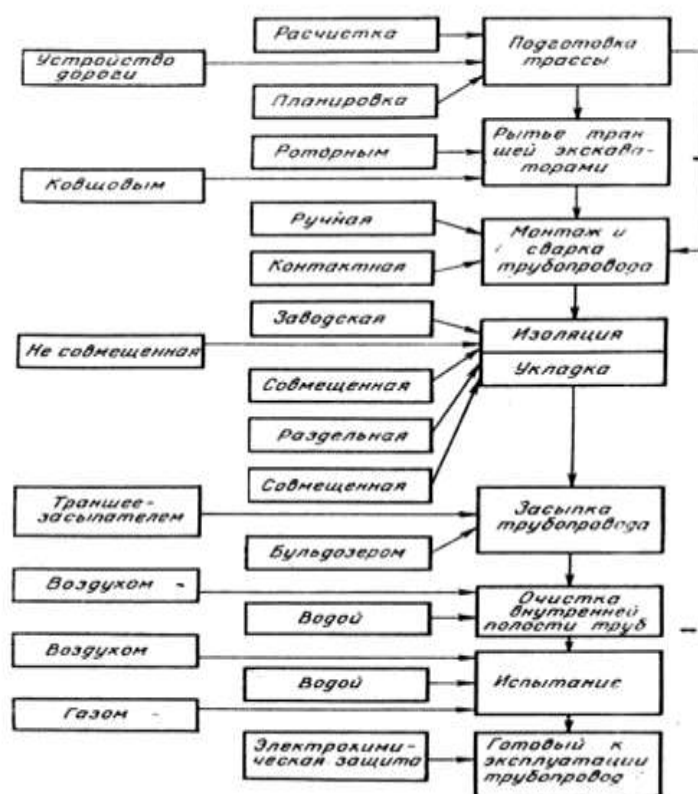 Расчистка
Подготовка
трассы
Устройство
дороги
Планировка
Роторным
Рытье тран
шей экскава-
торами
Ковшовым
Ручная
Монтаж и
сварка
трубопровода
Контактная
Заводская
Изоляция
Не совмещенная
Совмещенная
Укладка
Раздельная
Совмещенная
Траншее-
засыпателем
Засыпка
трубопровода
Бульдозером
Воздухом
Очистка
внутренней
полости труб
Водой
Воздухом
Испытание
Водой
Газом
Электрохими-
ческая защита
Готовый к
эксплуатации
трубопровод